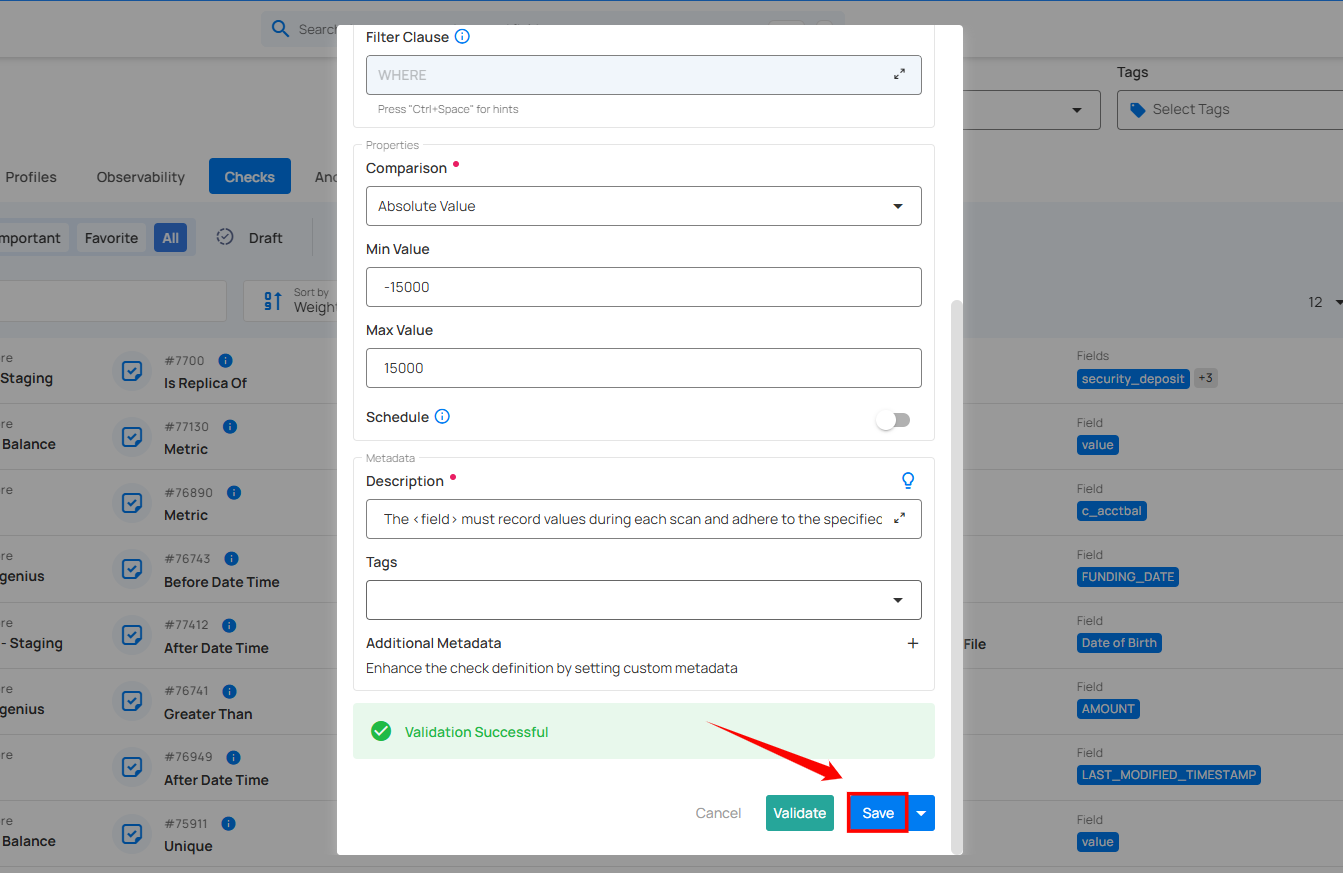 Search
Tags
Select Tags
Profiles
Observability
Checks
mportant
Favorite
All
Draft
Sort by
Weight
12
Filter Clause
WHERE
Press "Ctrl+Space" for hints
Properties
Comparison
Absolute Value
Min Value
-15000
Max Value
15000
Schedule
Metadata
Description
The <field> must record values during each scan and adhere to the specified
Tags
Additional Metadata
+
Enhance the check definition by setting custom metadata
Validation Successful
Cancel
Validate
Save
re
Staging
#7700
Is Replica Of
Fields
security_deposit
+3
re
Balance
#77130
Metric
Field
value
re
#76890
Metric
Field
c_acctbal
re
genius
#76743
Before Date Time
Field
FUNDING_DATE
re
- Staging
#77412
After Date Time
File
Field
Date of Birth
re
genius
#76741
Greater Than
Field
AMOUNT
re
#76949
After Date Time
Field
LAST_MODIFIED_TIMESTAMP
re
Balance
#75911
Unique
Field
value